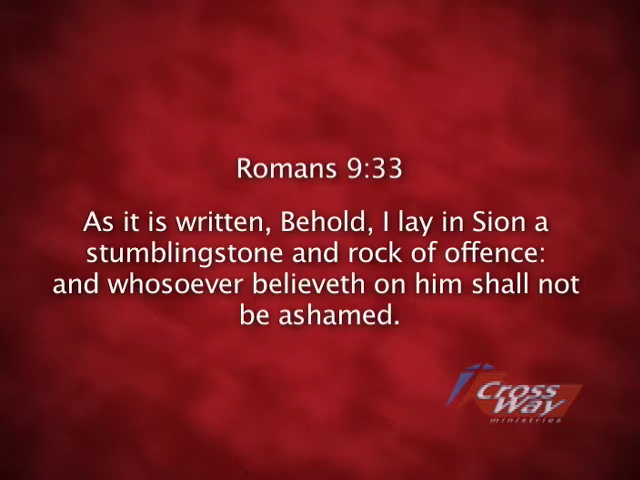 Romans 9:33
As it is written, Behold, I lay in Sion a
stumblingstone and rock of offence:
and whosoever believeth on him shall not
be ashamed.
Cross
Way
ministries